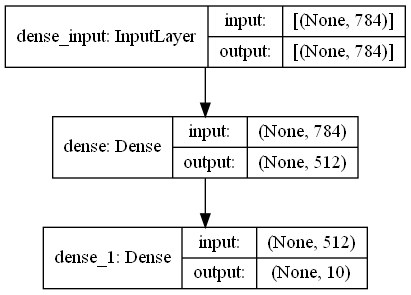 dense_input: InputLayer
input: [(None, 784)]
output: [(None, 784)]
dense: Dense
input: (None, 784)
output: (None, 512)
dense_1: Dense
input: (None, 512)
output: (None, 10)